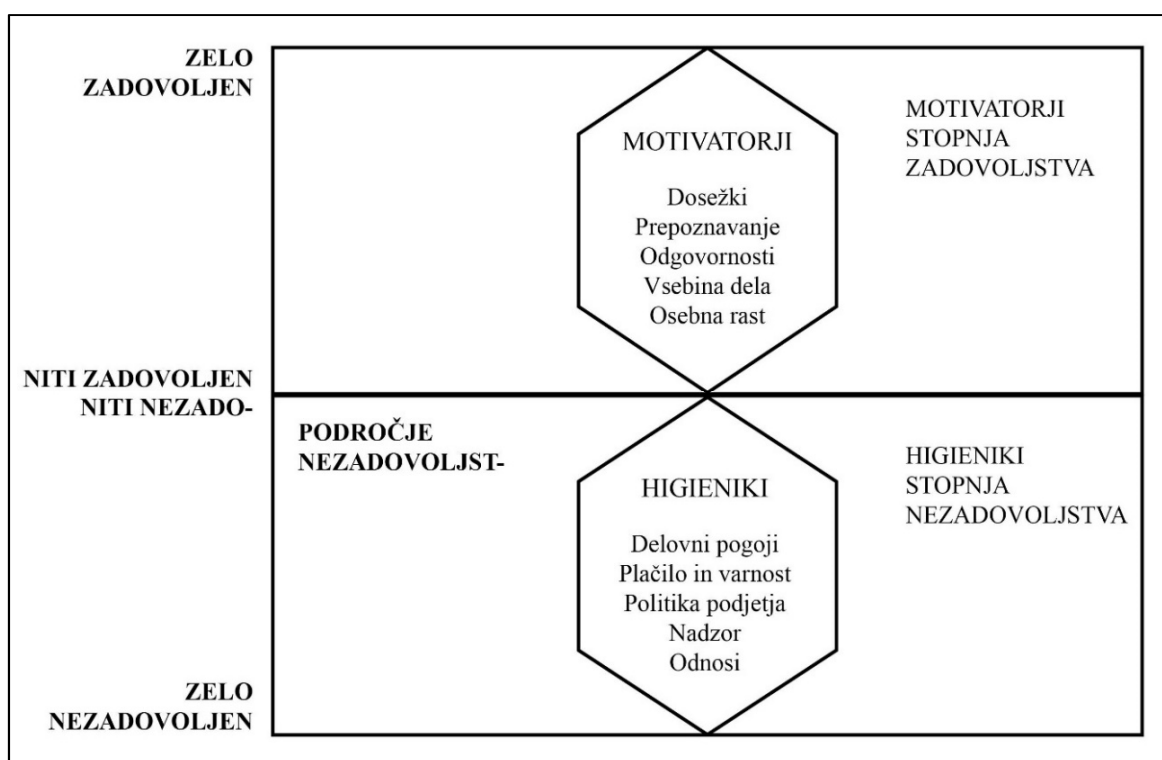 ZELO
ZADOVOLJEN
MOTIVATORJI
Dosežki
Prepoznavanje
Odgovornosti
Vsebina dela
Osebna rast
MOTIVATORJI
STOPNJA
ZADOVOLJSTVA
NITI ZADOVOLJEN
NITI NEZADO-
PODROČJE
NEZADOVOLJST-
HIGIENIKI
Delovni pogoji
Plačilo in varnost
Politika podjetja
Nadzor
Odnosi
HIGIENIKI
STOPNJA
NEZADOVOLJSTVA
ZELO
NEZADOVOLJEN